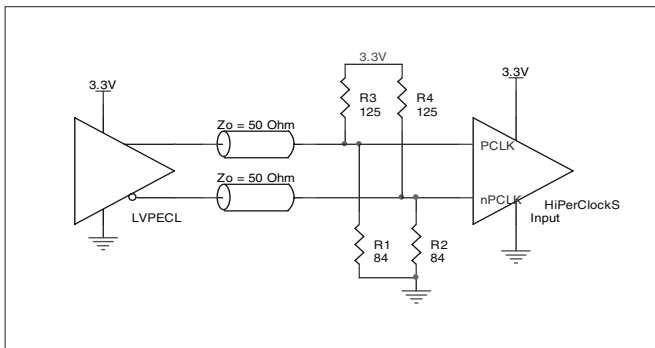 3.3V
3.3V
3.3V
R3
125
R4
125
Zo = 50 Ohm
PCLK
Zo = 50 Ohm
nPCLK
HiPerClockS
Input
LVPECL
R1
84
R2
84